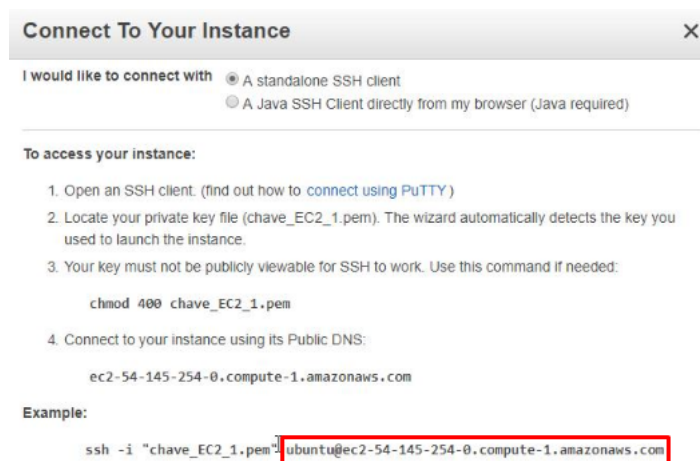 Connect To Your Instance
I would like to connect with A standalone SSH client
A Java SSH Client directly from my browser (Java required)
To access your instance:
1. Open an SSH client. (find out how to connect using PuTTY)
2. Locate your private key file (chave_EC2_1.pem). The wizard automatically detects the key you
used to launch the instance.
3. Your key must not be publicly viewable for SSH to work. Use this command if needed:
chmod 400 chave_EC2_1.pem
4. Connect to your instance using its Public DNS:
ec2-54-145-254-0.compute-1.amazonaws.com
Example:
ssh -i "chave_EC2_1.pem" ubuntu@ec2-54-145-254-0.compute-1.amazonaws.com